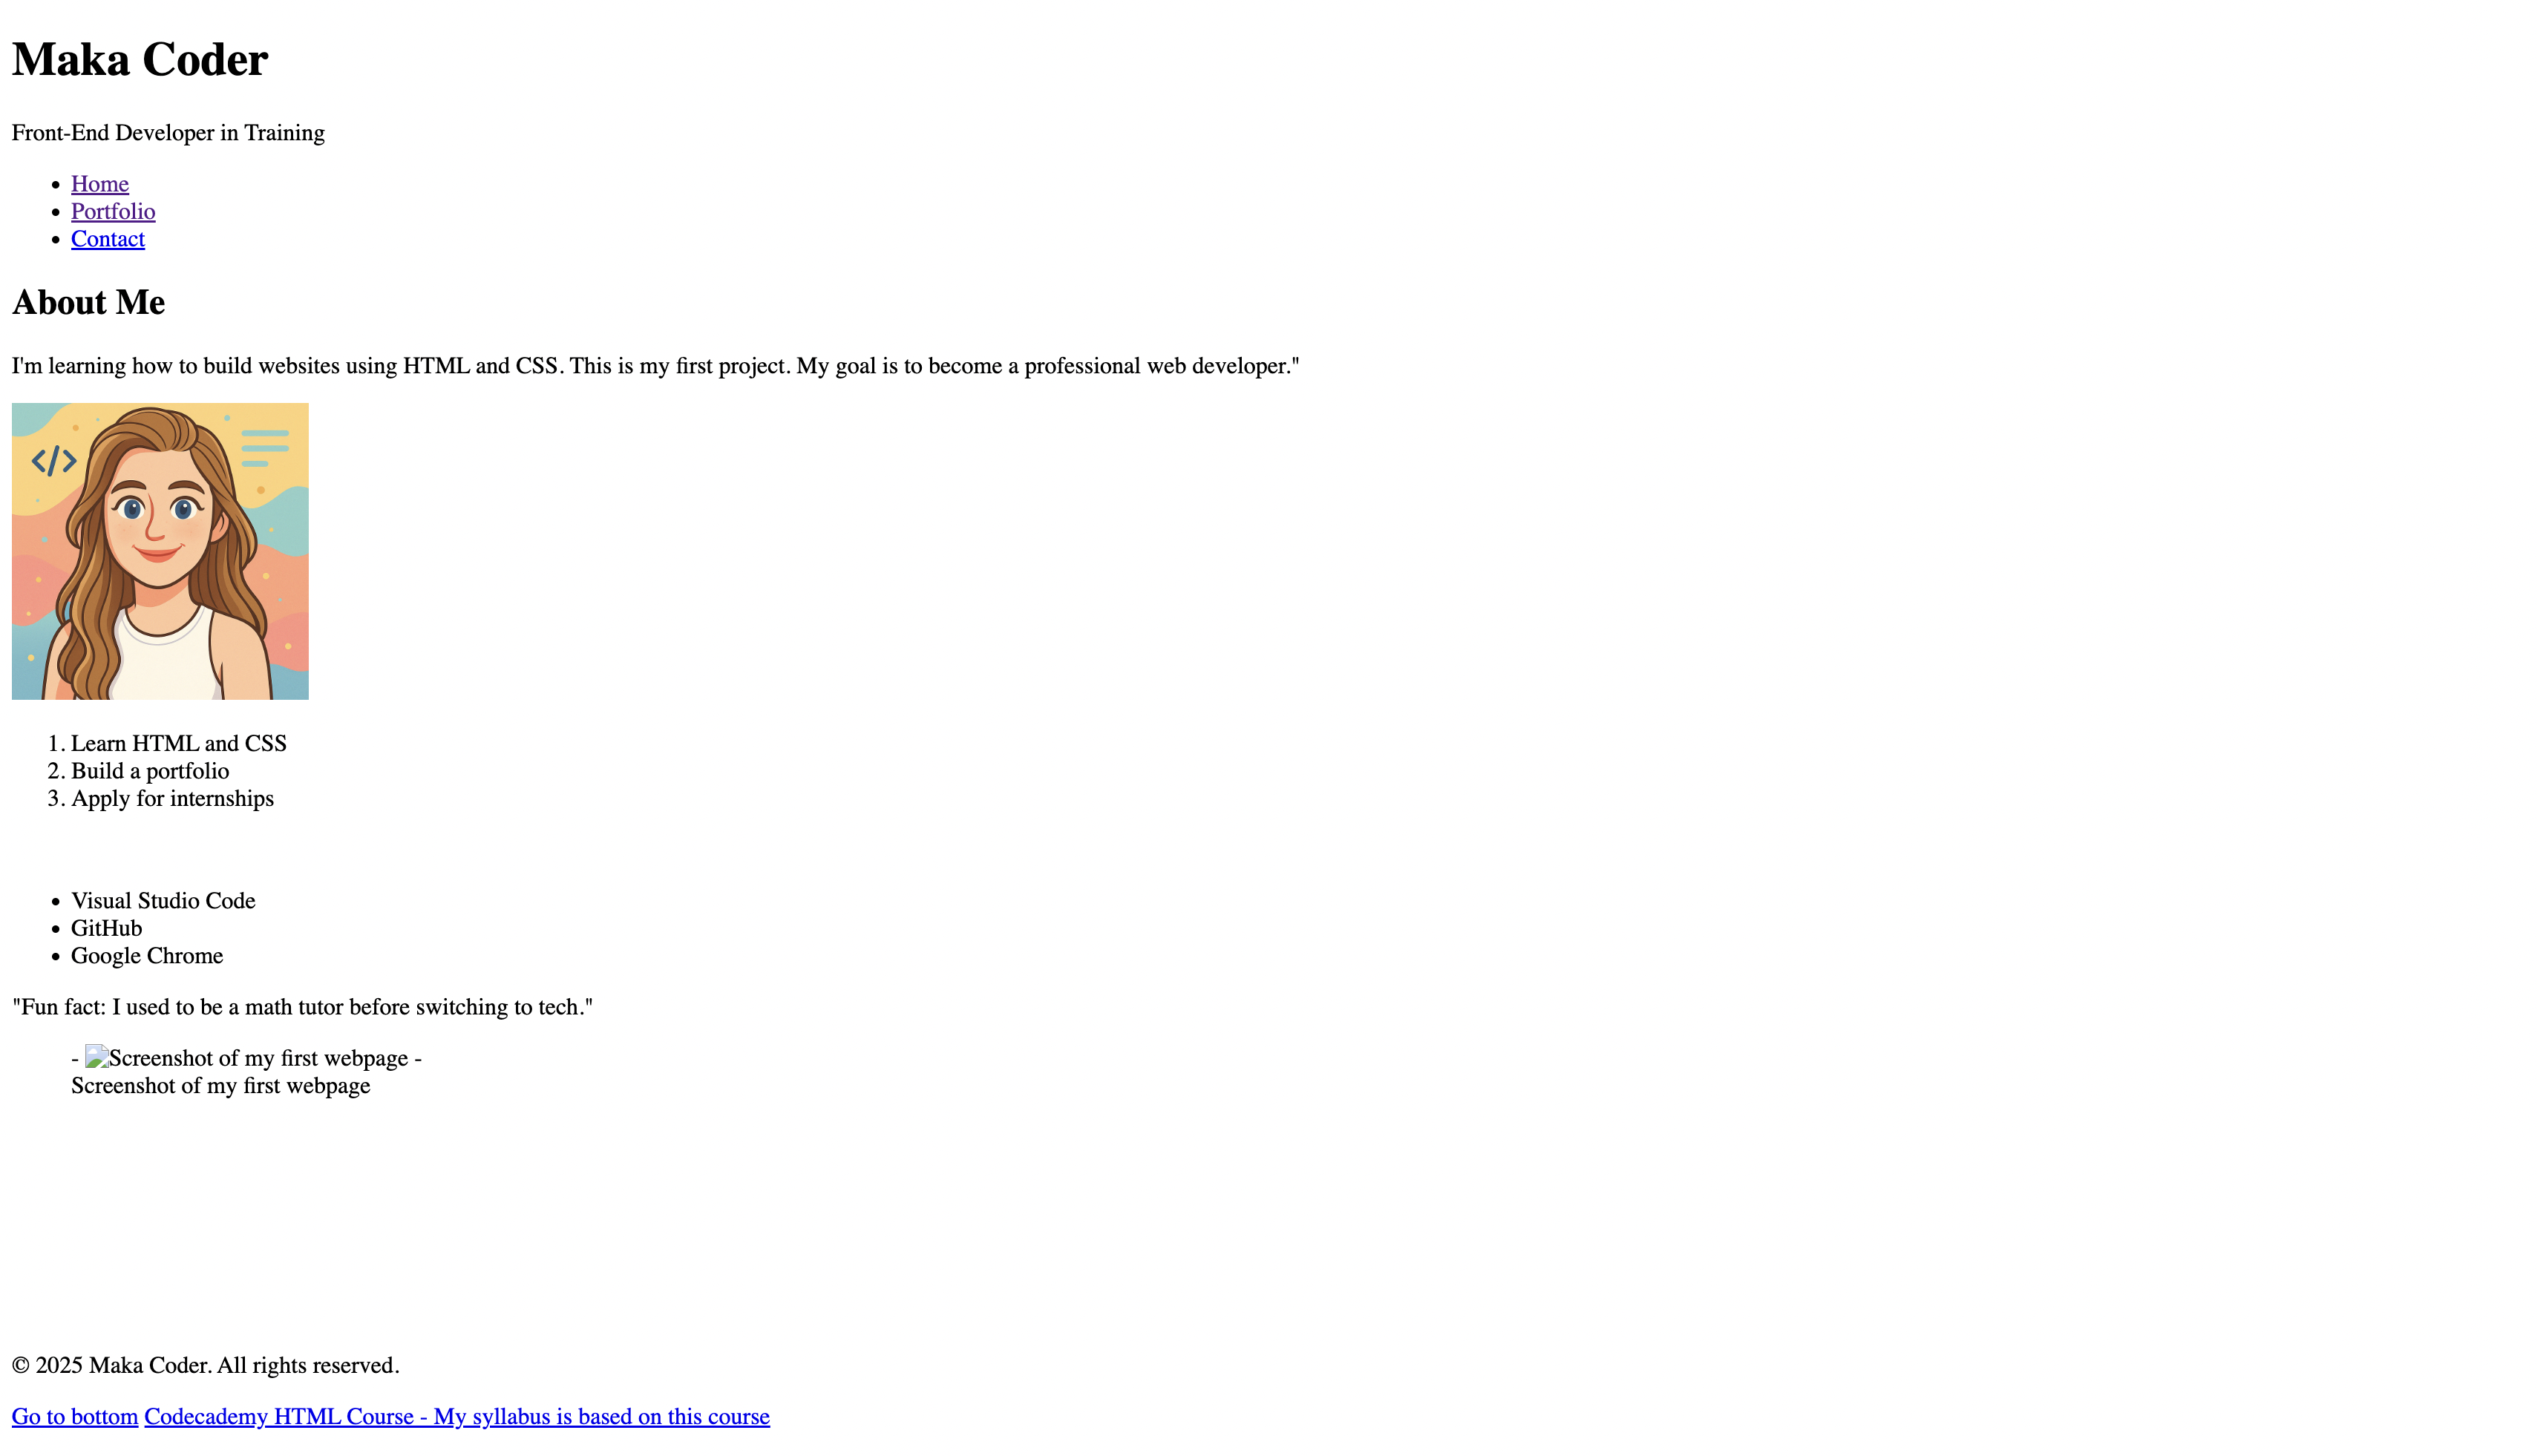 Maka Coder
Front-End Developer in Training
• Home
• Portfolio
• Contact
About Me
I'm learning how to build websites using HTML and CSS. This is my first project. My goal is to become a professional web developer."
</>
1. Learn HTML and CSS
2. Build a portfolio
3. Apply for internships
• Visual Studio Code
• GitHub
• Google Chrome
"Fun fact: I used to be a math tutor before switching to tech."
- Screenshot of my first webpage -
Screenshot of my first webpage
© 2025 Maka Coder. All rights reserved.
Go to bottom Codecademy HTML Course - My syllabus is based on this course